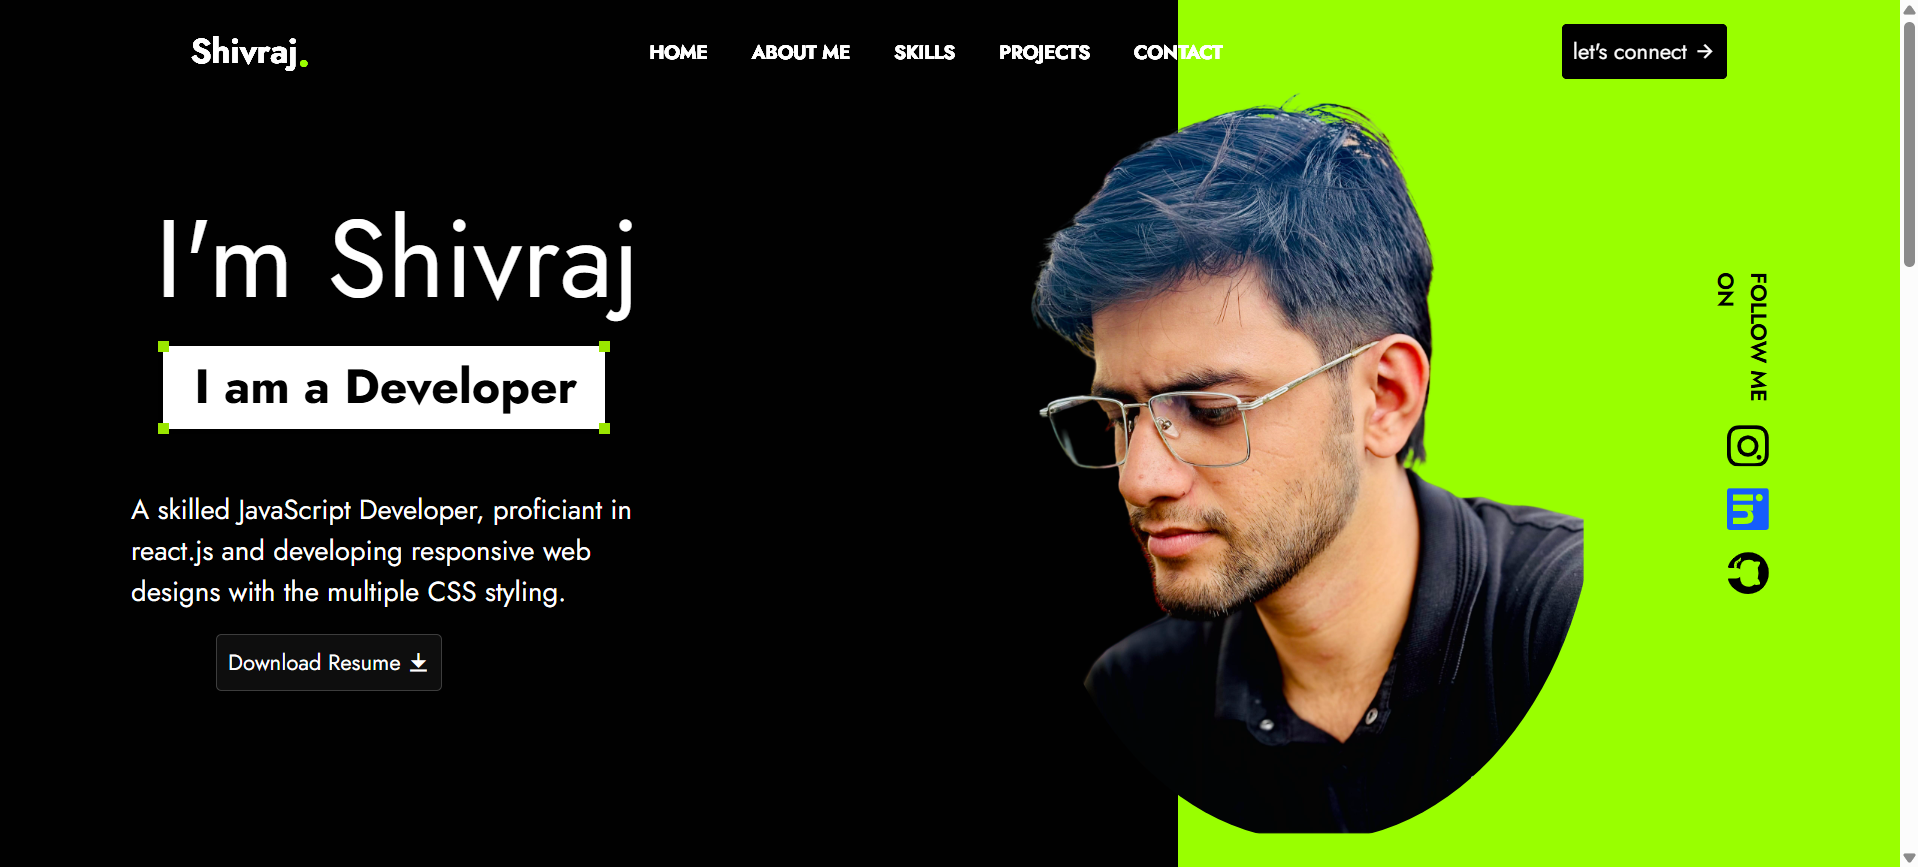 Shivraj.
HOME ABOUT ME SKILLS PROJECTS CONTACT
let's connect →
I'm Shivraj
I am a Developer
A skilled JavaScript Developer, proficiant in
react.js and developing responsive web
designs with the multiple CSS styling.
Download Resume
FOLLOW ME
ON
in